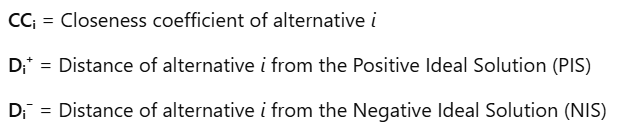 CCᵢ = Closeness coefficient of alternative i
Dᵢ⁺ = Distance of alternative i from the Positive Ideal Solution (PIS)
Dᵢ⁻ = Distance of alternative i from the Negative Ideal Solution (NIS)